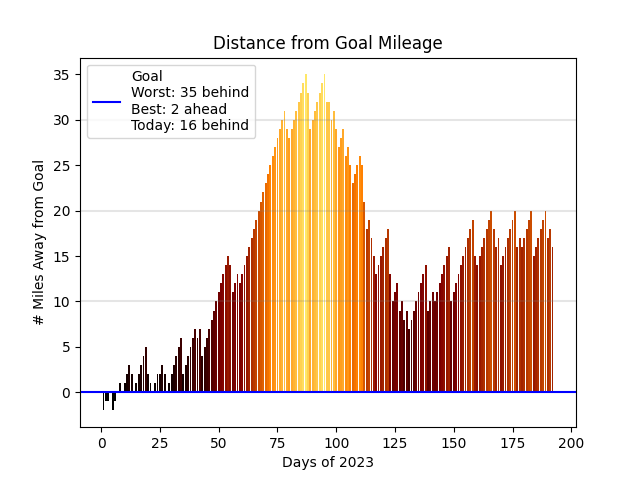 Distance from Goal Mileage
Goal
Worst: 35 behind
Best: 2 ahead
Today: 16 behind
# Miles Away from Goal
35
30
25
20
15
10
5
0
0
25
50
75
100
125
150
175
200
Days of 2023